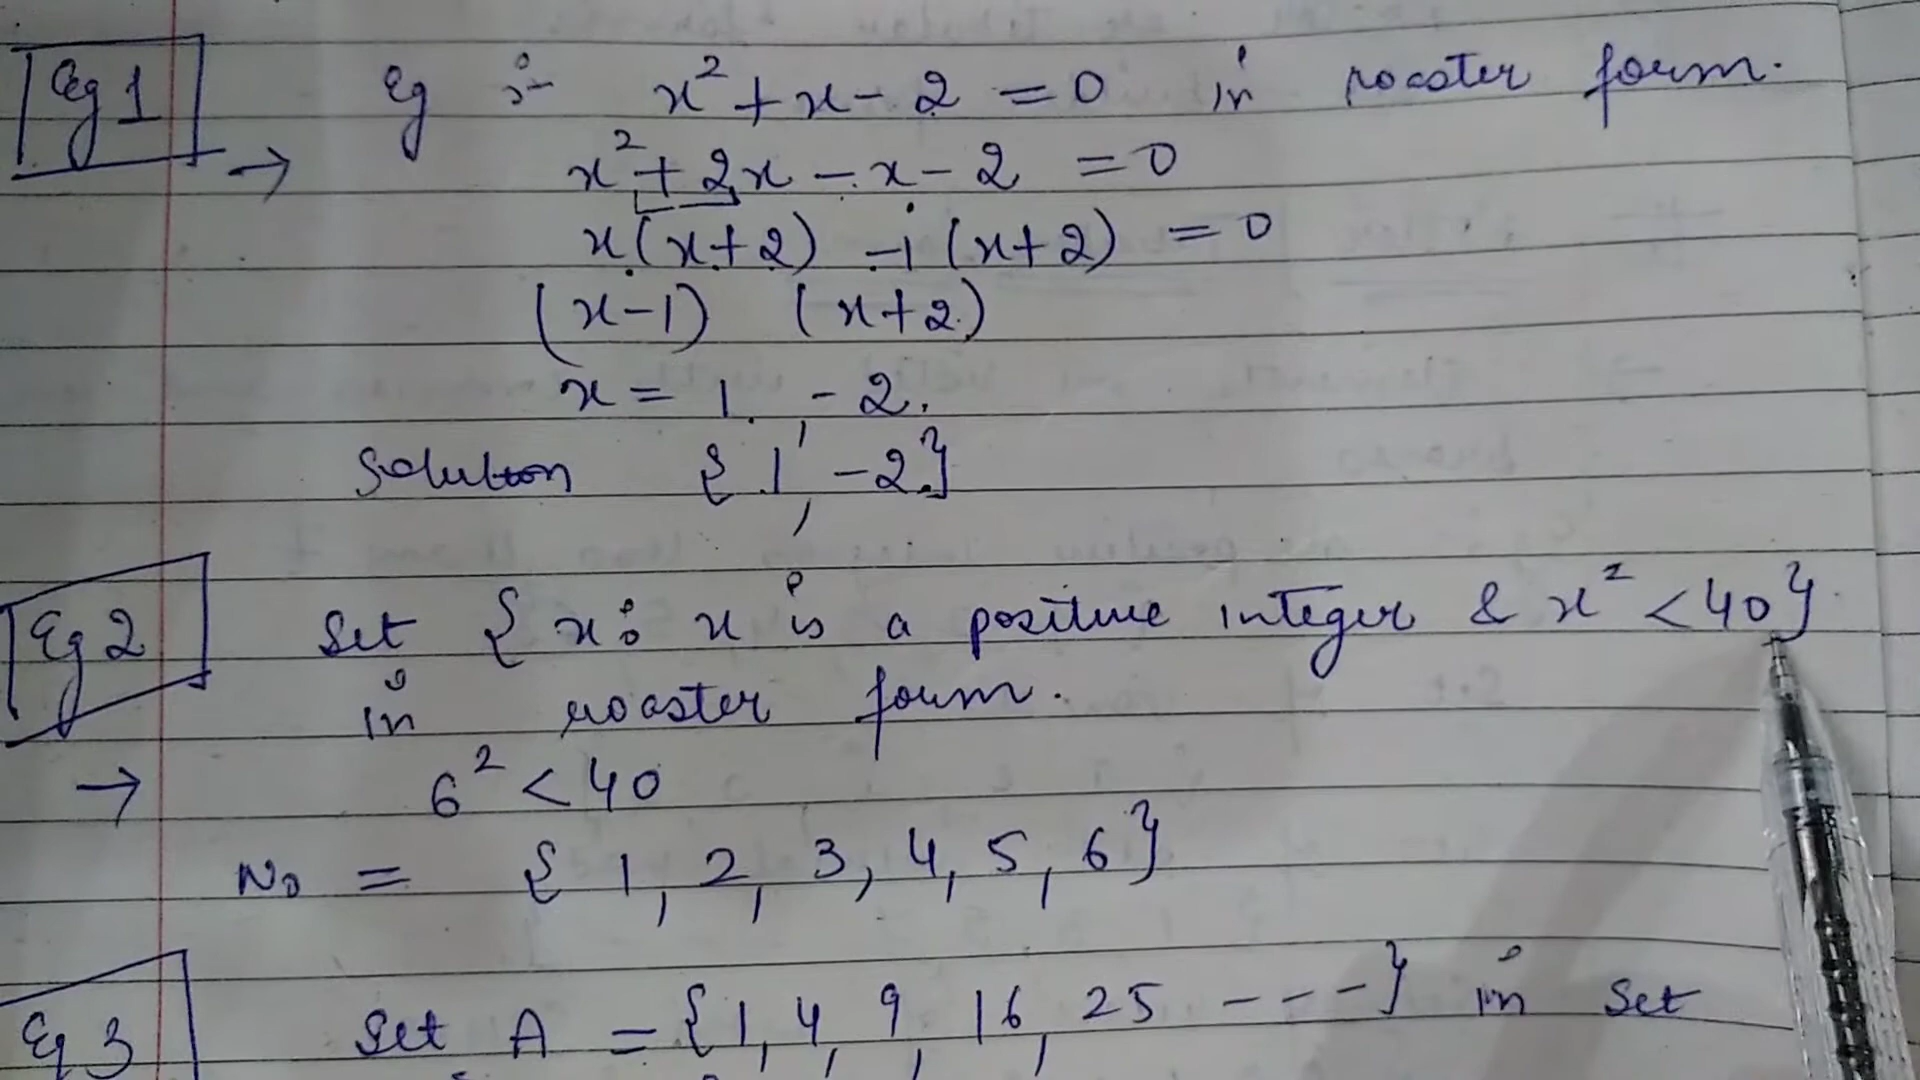 Eg 1
Eg :- x² + x - 2 = 0 in roaster form.
→ x² + 2x - x - 2 = 0
x(x+2) -1(x+2) = 0
(x-1) (x+2)
x = 1, -2.
Solution {1, -2}
Eg 2
Set {x : x is a positive integer & x² < 40}
in roaster form.
→ 6² < 40
No = {1, 2, 3, 4, 5, 6}
Eg 3
Set A = {1, 4, 9, 16, 25 ----} in set